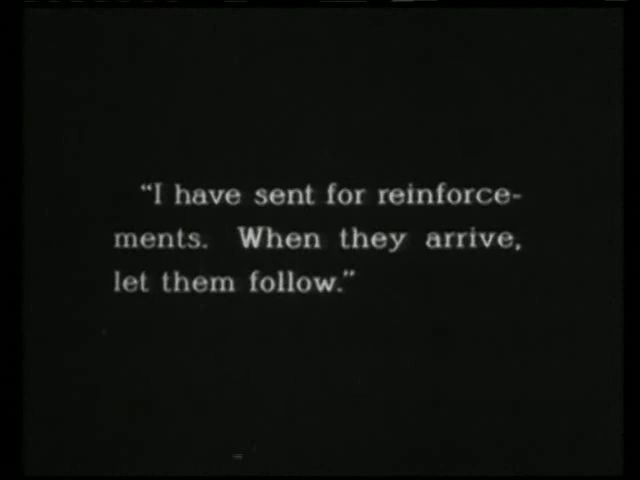 “I have sent for reinforce-
ments. When they arrive,
let them follow.”